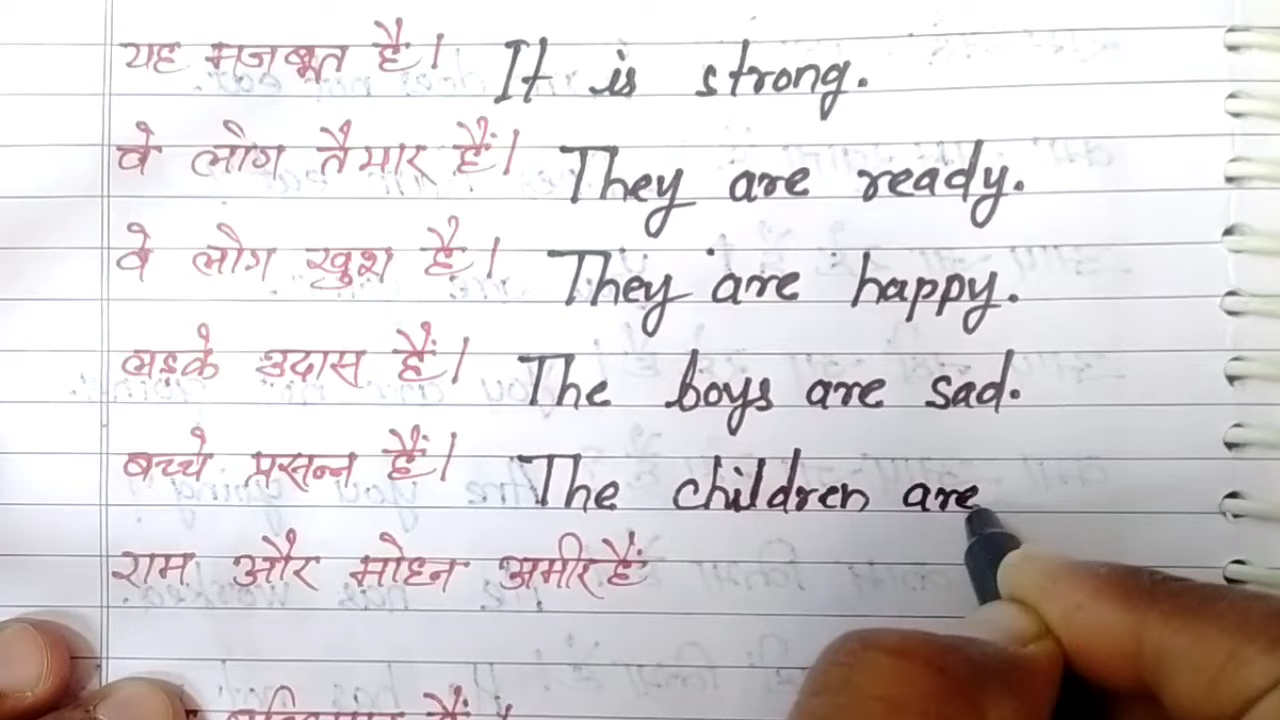 यह मजबूत है। It is strong.
वे लोग तैयार हैं। They are ready.
वे लोग खुश है। They are happy.
लड़के उदास हैं। The boys are sad.
बच्चे प्रसन्न हैं। The children are
राम और मोहन अमीर हैं
हैं।